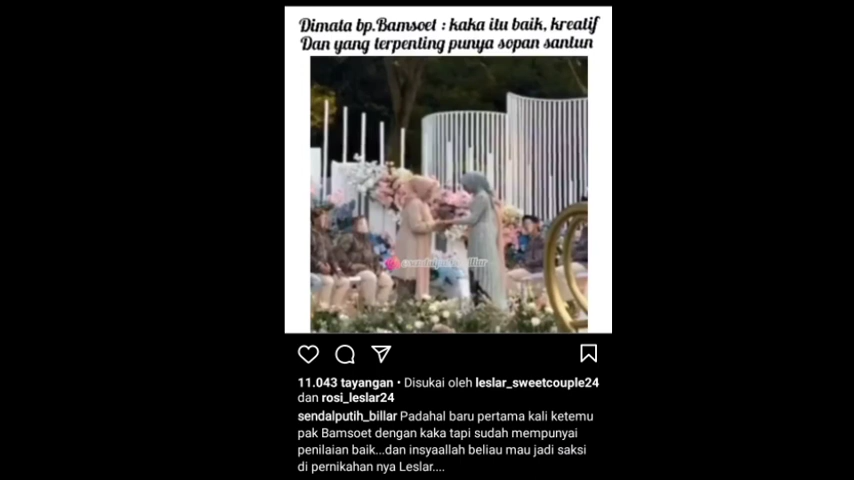 Dimata bp.Bamsoet : kaka itu baik, kreatif
Dan yang terpenting punya sopan santun
11.043 tayangan • Disukai oleh leslar_sweetcouple24
dan rosi_leslar24
sendalputih_billar Padahal baru pertama kali ketemu
pak Bamsoet dengan kaka tapi sudah mempunyai
penilaian baik...dan insyaallah beliau mau jadi saksi
di pernikahan nya Leslar....